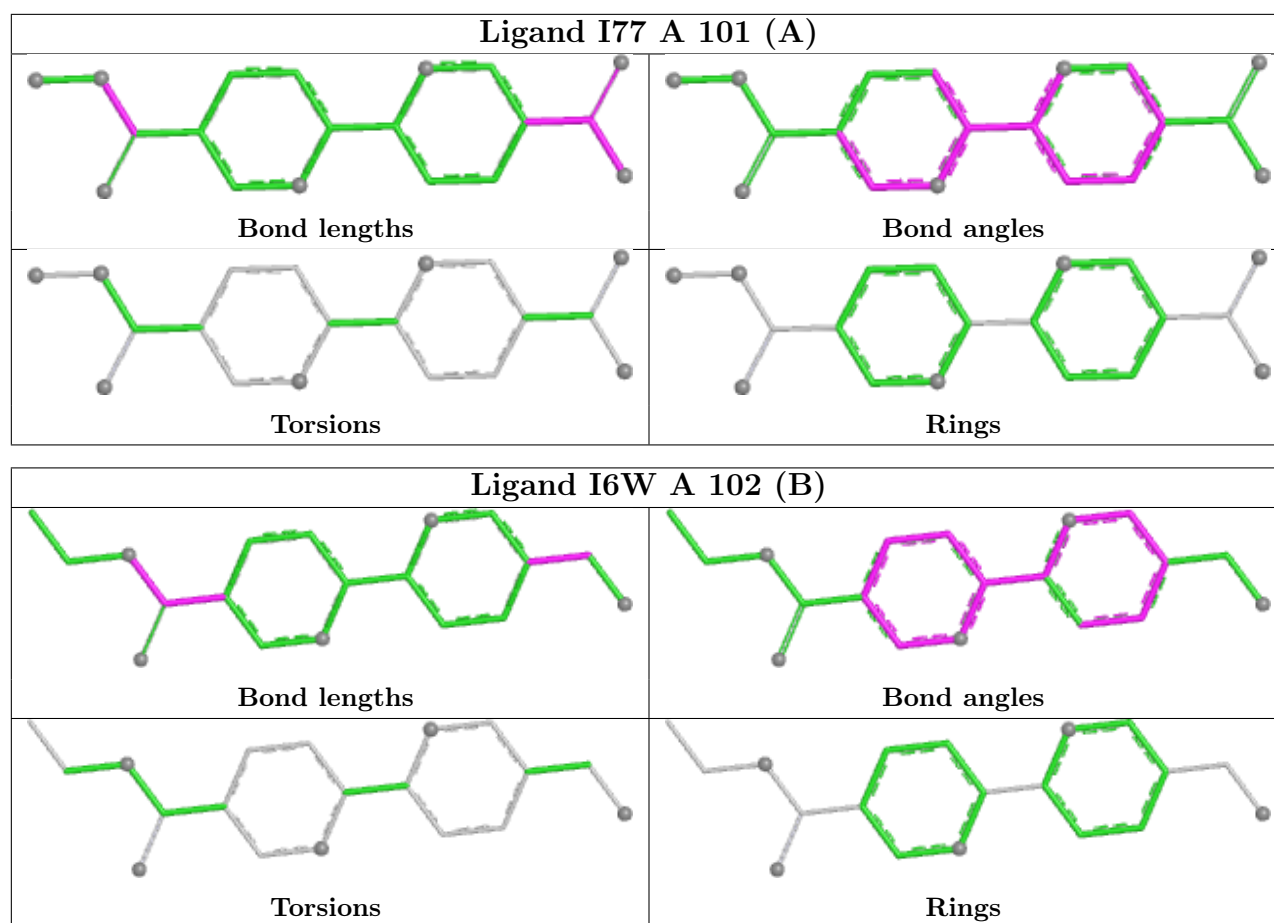 Ligand I77 A 101 (A)
Bond lengths
Bond angles
Torsions
Rings
Ligand I6W A 102 (B)
Bond lengths
Bond angles
Torsions
Rings